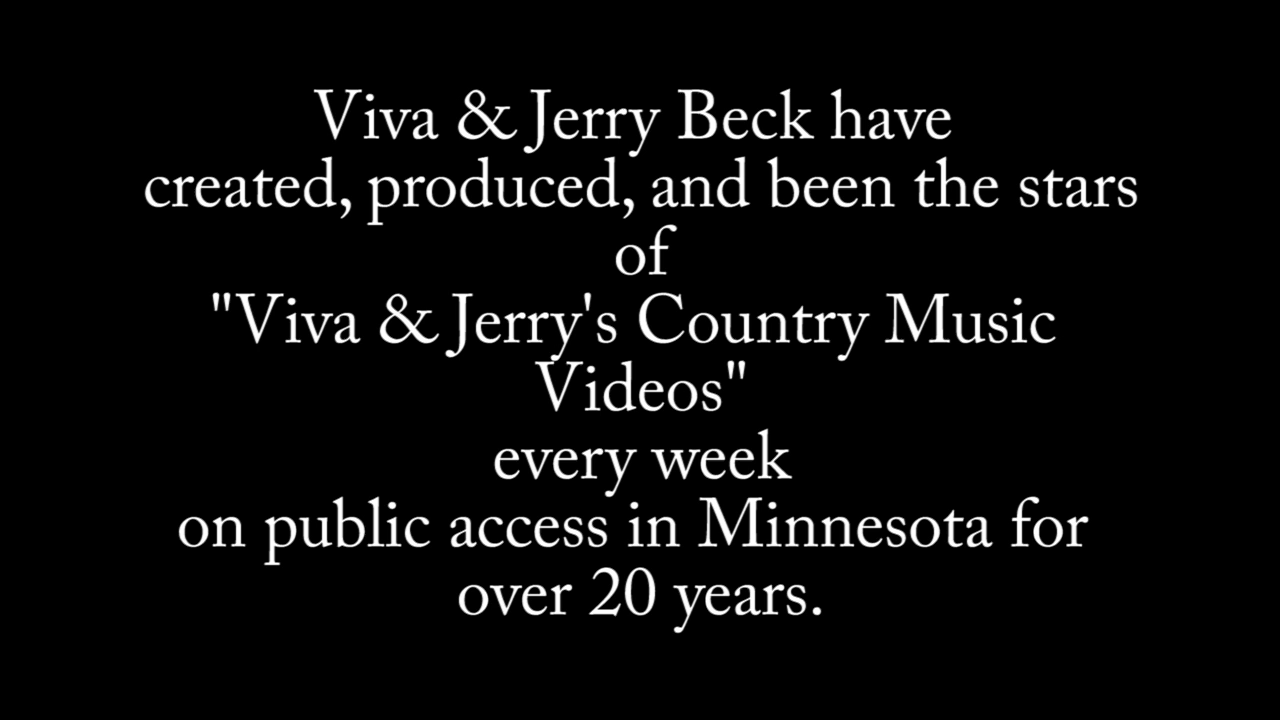 Viva & Jerry Beck have
created, produced, and been the stars
of
"Viva & Jerry's Country Music
Videos"
every week
on public access in Minnesota for
over 20 years.